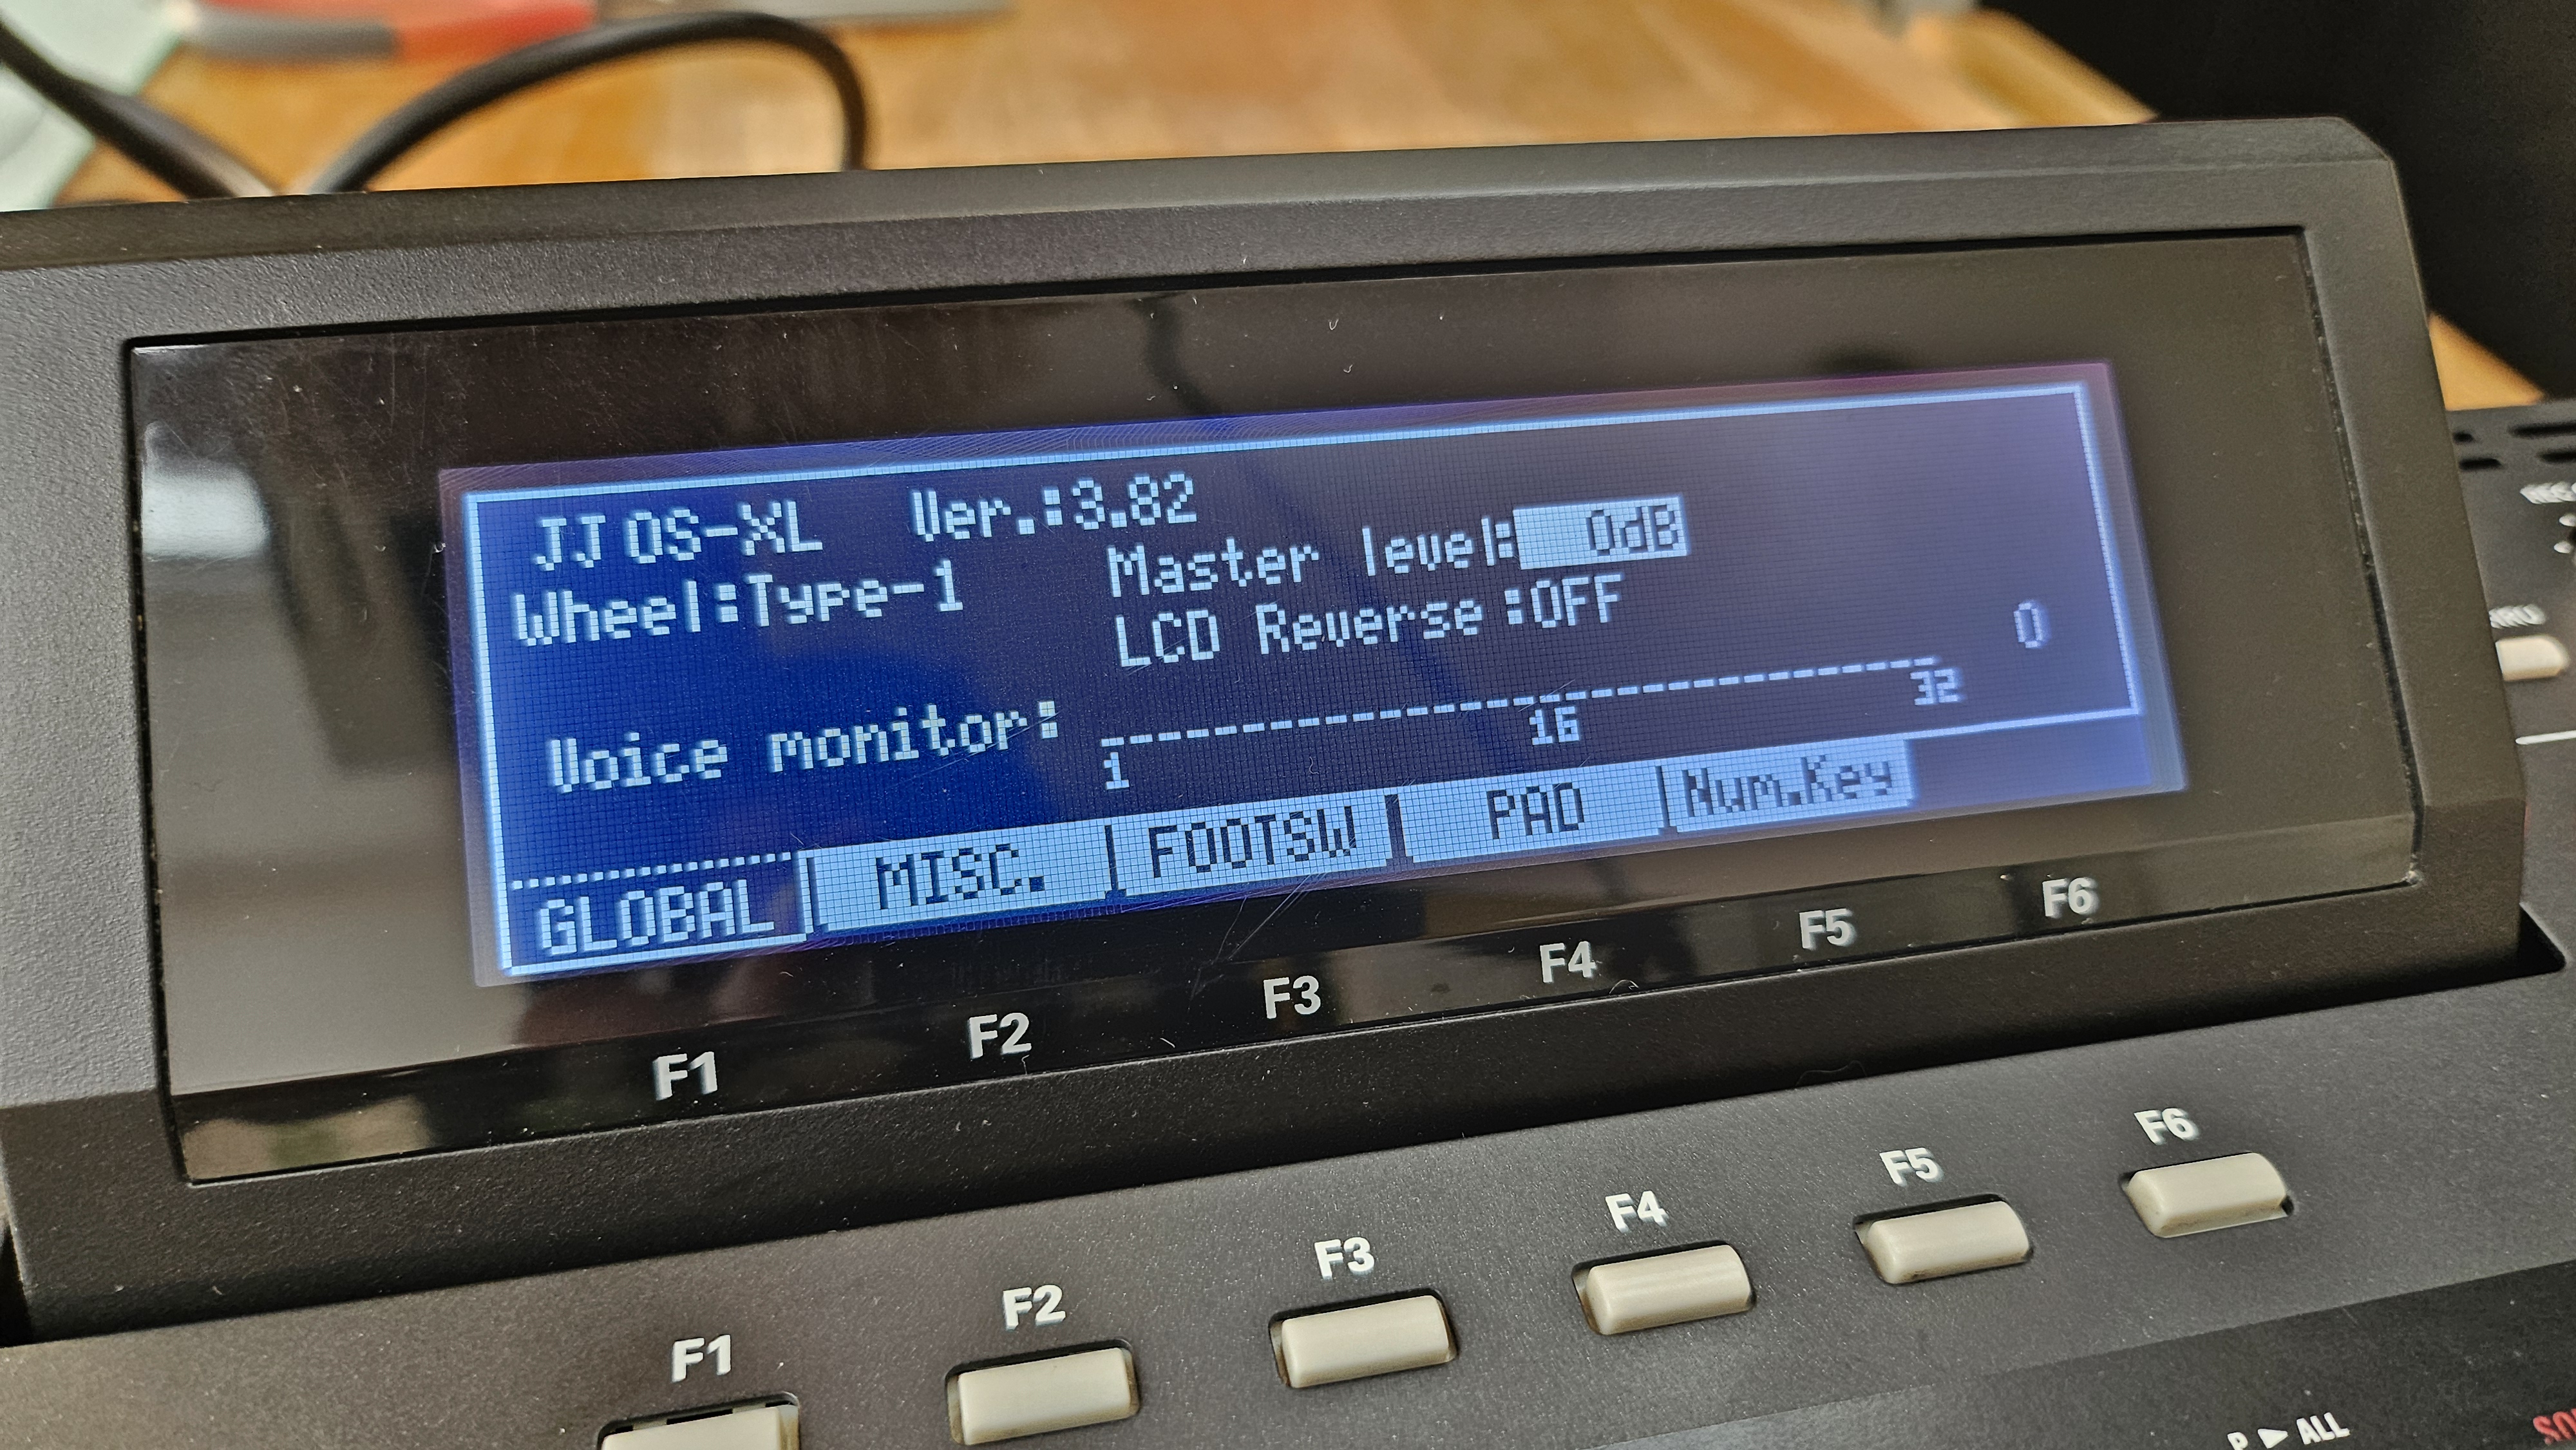 JJ OS-XL Ver.:3.82
Wheel:Type-1 Master level: 0dB
LCD Reverse:OFF
0
Voice monitor:
1 16 32
GLOBAL MISC. FOOTSW PAD Num.Key
F1 F2 F3 F4 F5 F6
F1 F2 F3 F4 F5 F6
P ▶ ALL